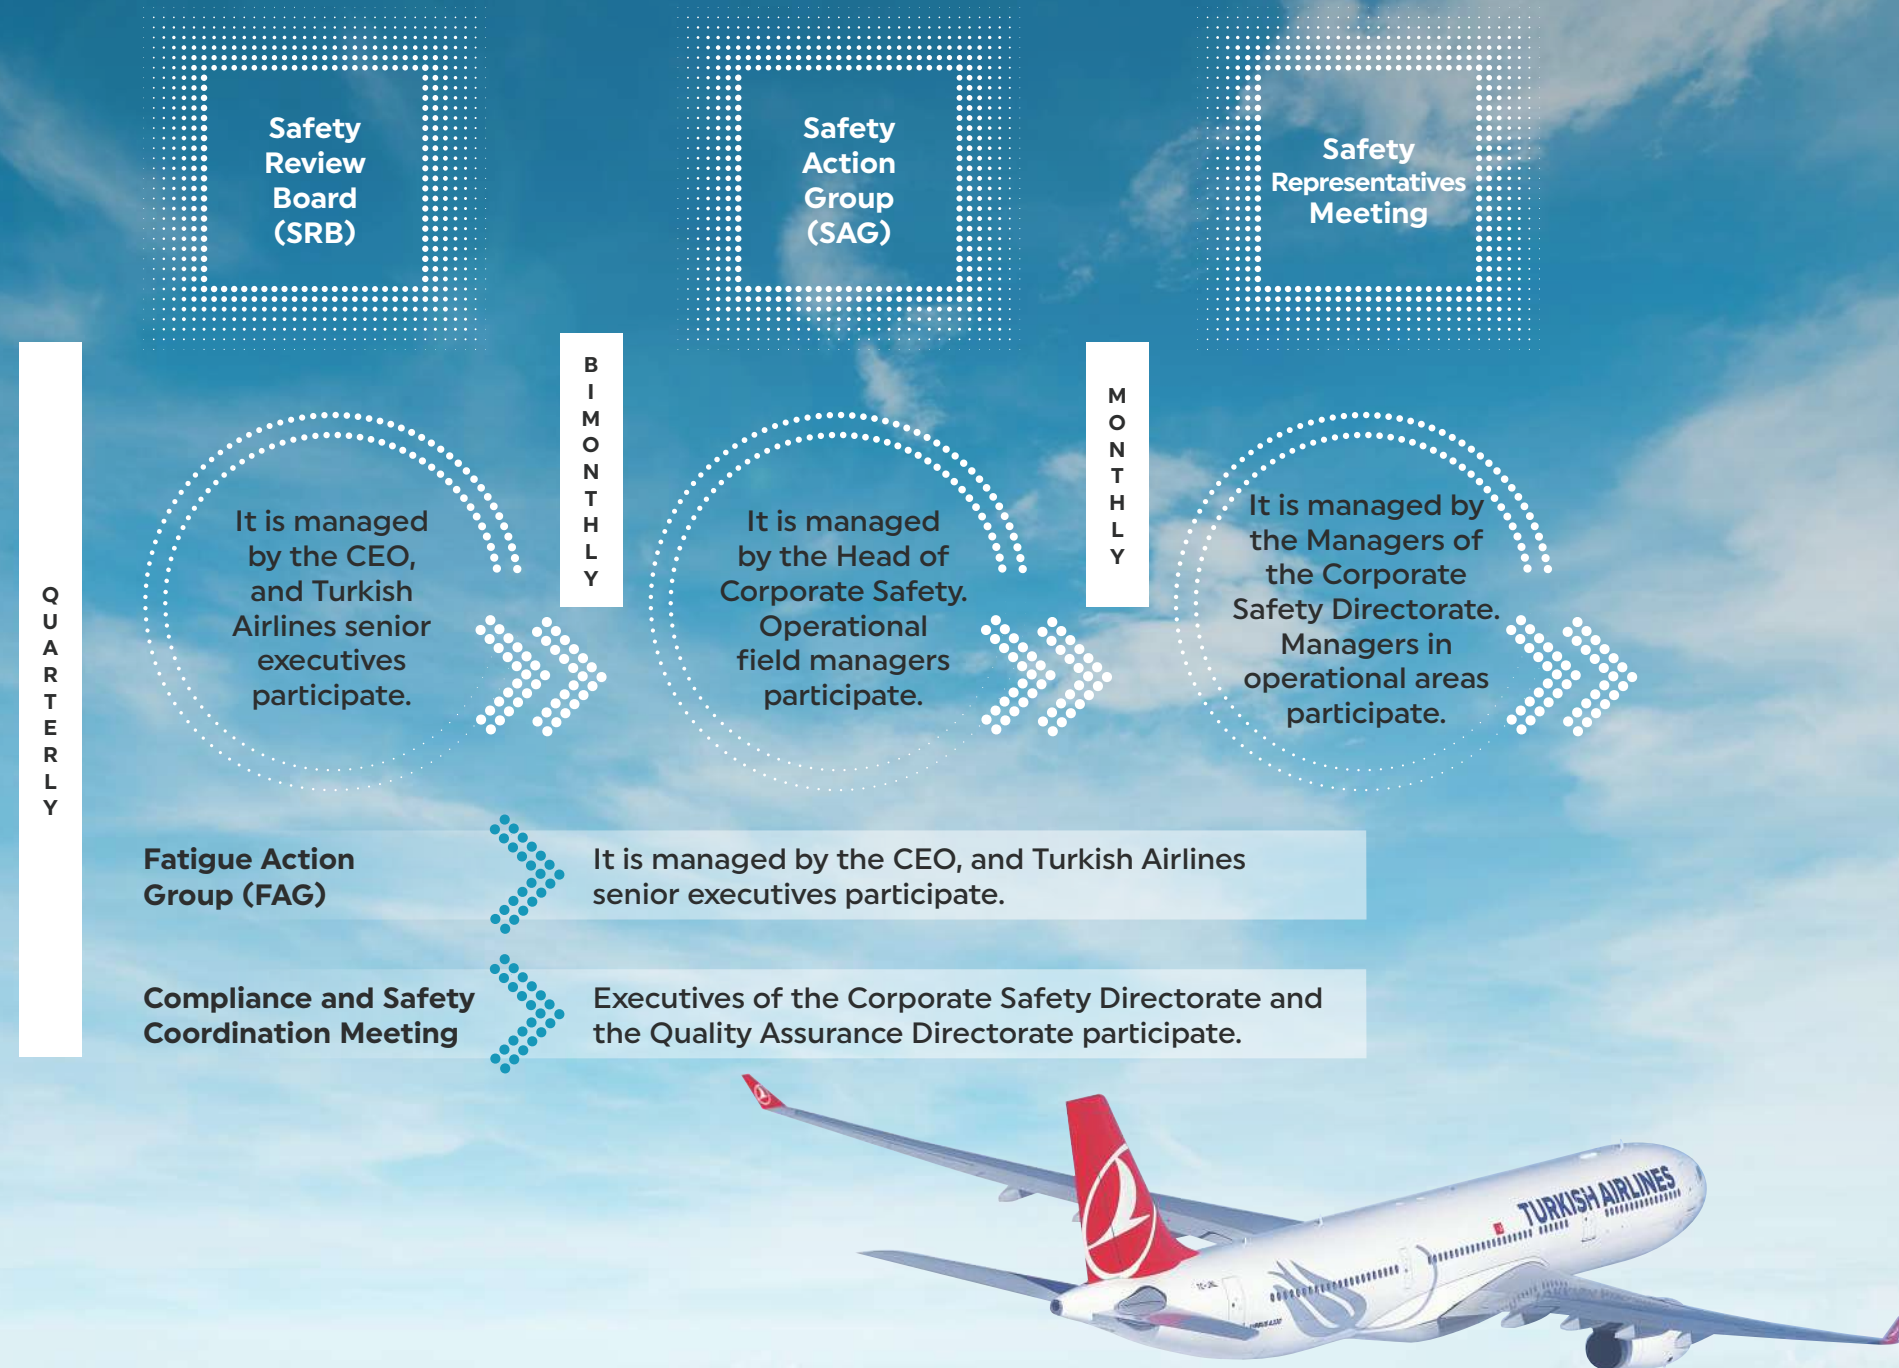 Safety
Review
Board
(SRB)
Safety
Action
Group
(SAG)
Safety
Representatives
Meeting
QUARTERLY
It is managed
by the CEO,
and Turkish
Airlines senior
executives
participate.
BIMONTHLY
It is managed
by the Head of
Corporate Safety.
Operational
field managers
participate.
MONTHLY
It is managed by
the Managers of
the Corporate
Safety Directorate.
Managers in
operational areas
participate.
Fatigue Action
Group (FAG)
It is managed by the CEO, and Turkish Airlines
senior executives participate.
Compliance and Safety
Coordination Meeting
Executives of the Corporate Safety Directorate and
the Quality Assurance Directorate participate.
TURKISH AIRLINES
TC-JNL